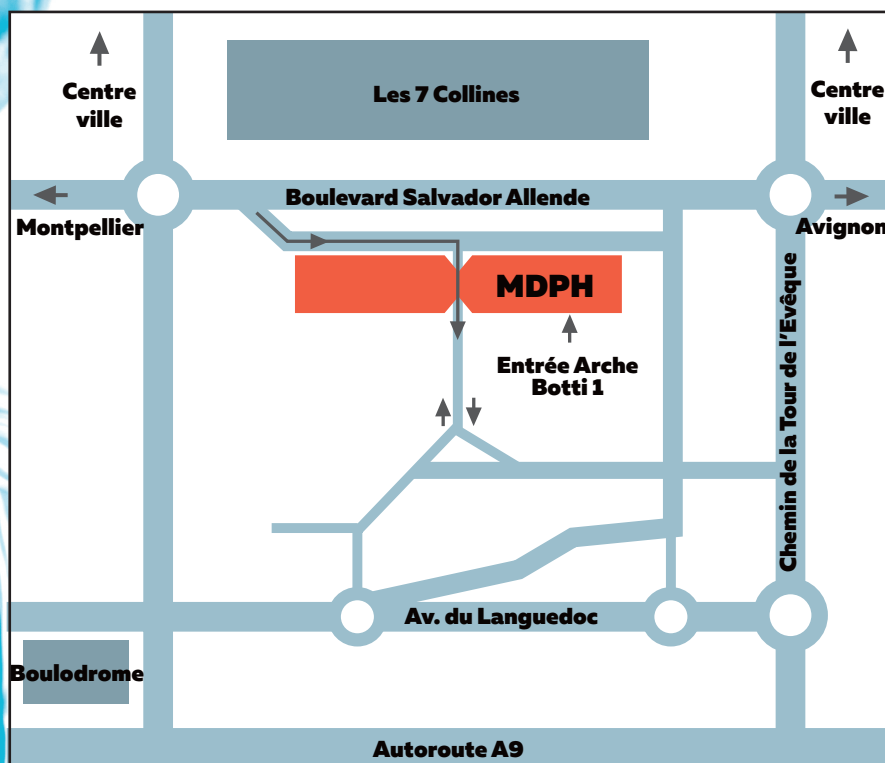 Centre
ville
Les 7 Collines
Centre
ville
Boulevard Salvador Allende
Montpellier
Avignon
MDPH
Entrée Arche
Botti 1
Chemin de la Tour de l'Evêque
Av. du Languedoc
Boulodrome
Autoroute A9